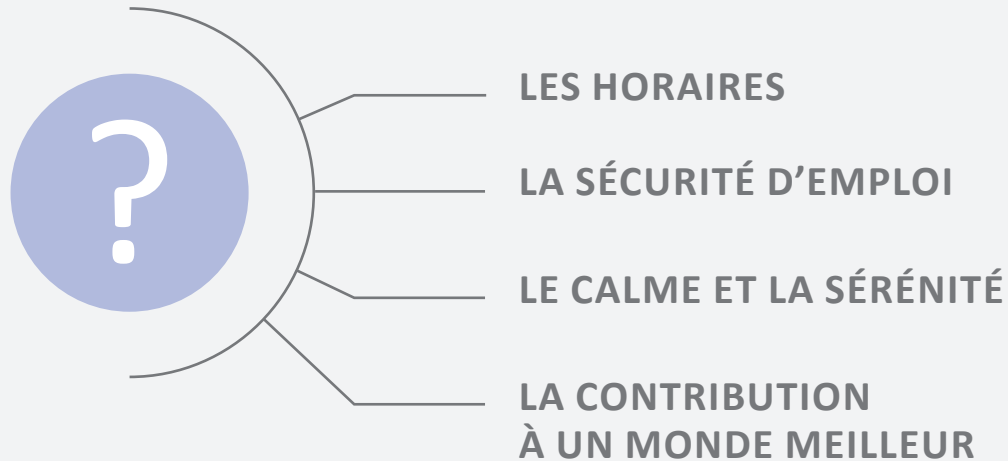 ?
LES HORAIRES
LA SÉCURITÉ D’EMPLOI
LE CALME ET LA SÉRÉNITÉ
LA CONTRIBUTION
À UN MONDE MEILLEUR